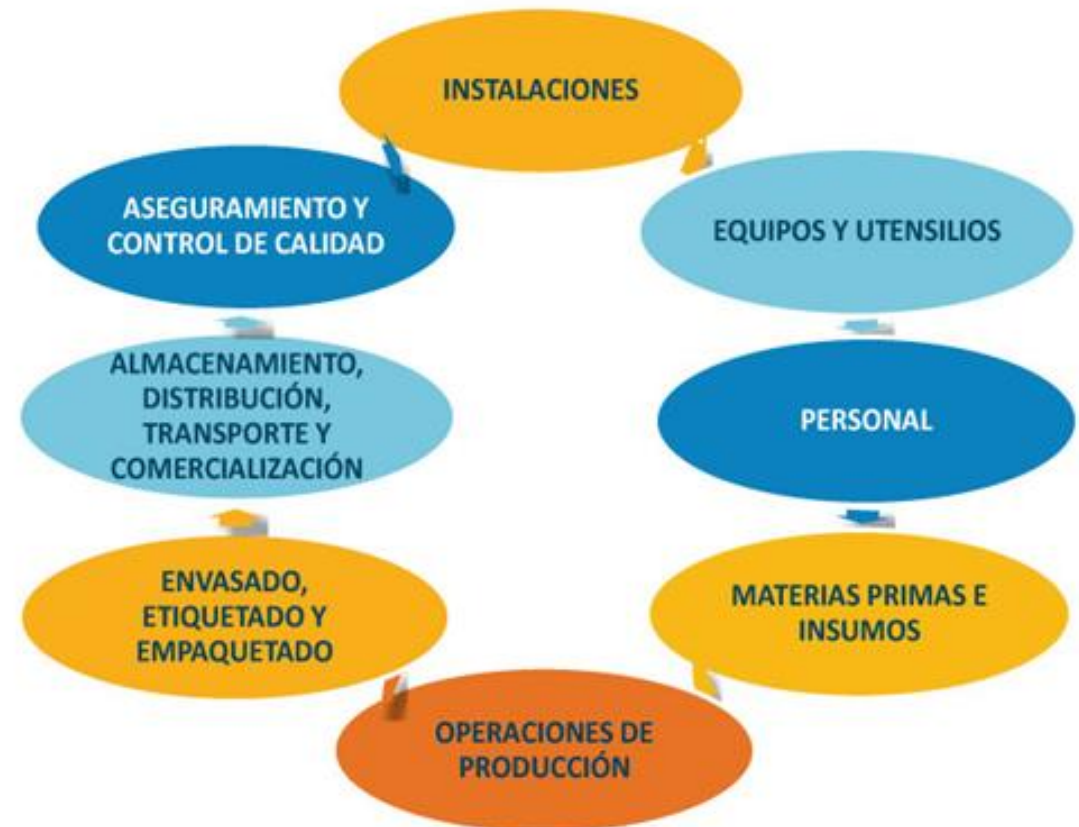 INSTALACIONES
EQUIPOS Y UTENSILIOS
PERSONAL
MATERIAS PRIMAS E
INSUMOS
OPERACIONES DE
PRODUCCIÓN
ENVASADO,
ETIQUETADO Y
EMPAQUETADO
ALMACENAMIENTO,
DISTRIBUCIÓN,
TRANSPORTE Y
COMERCIALIZACIÓN
ASEGURAMIENTO Y
CONTROL DE CALIDAD